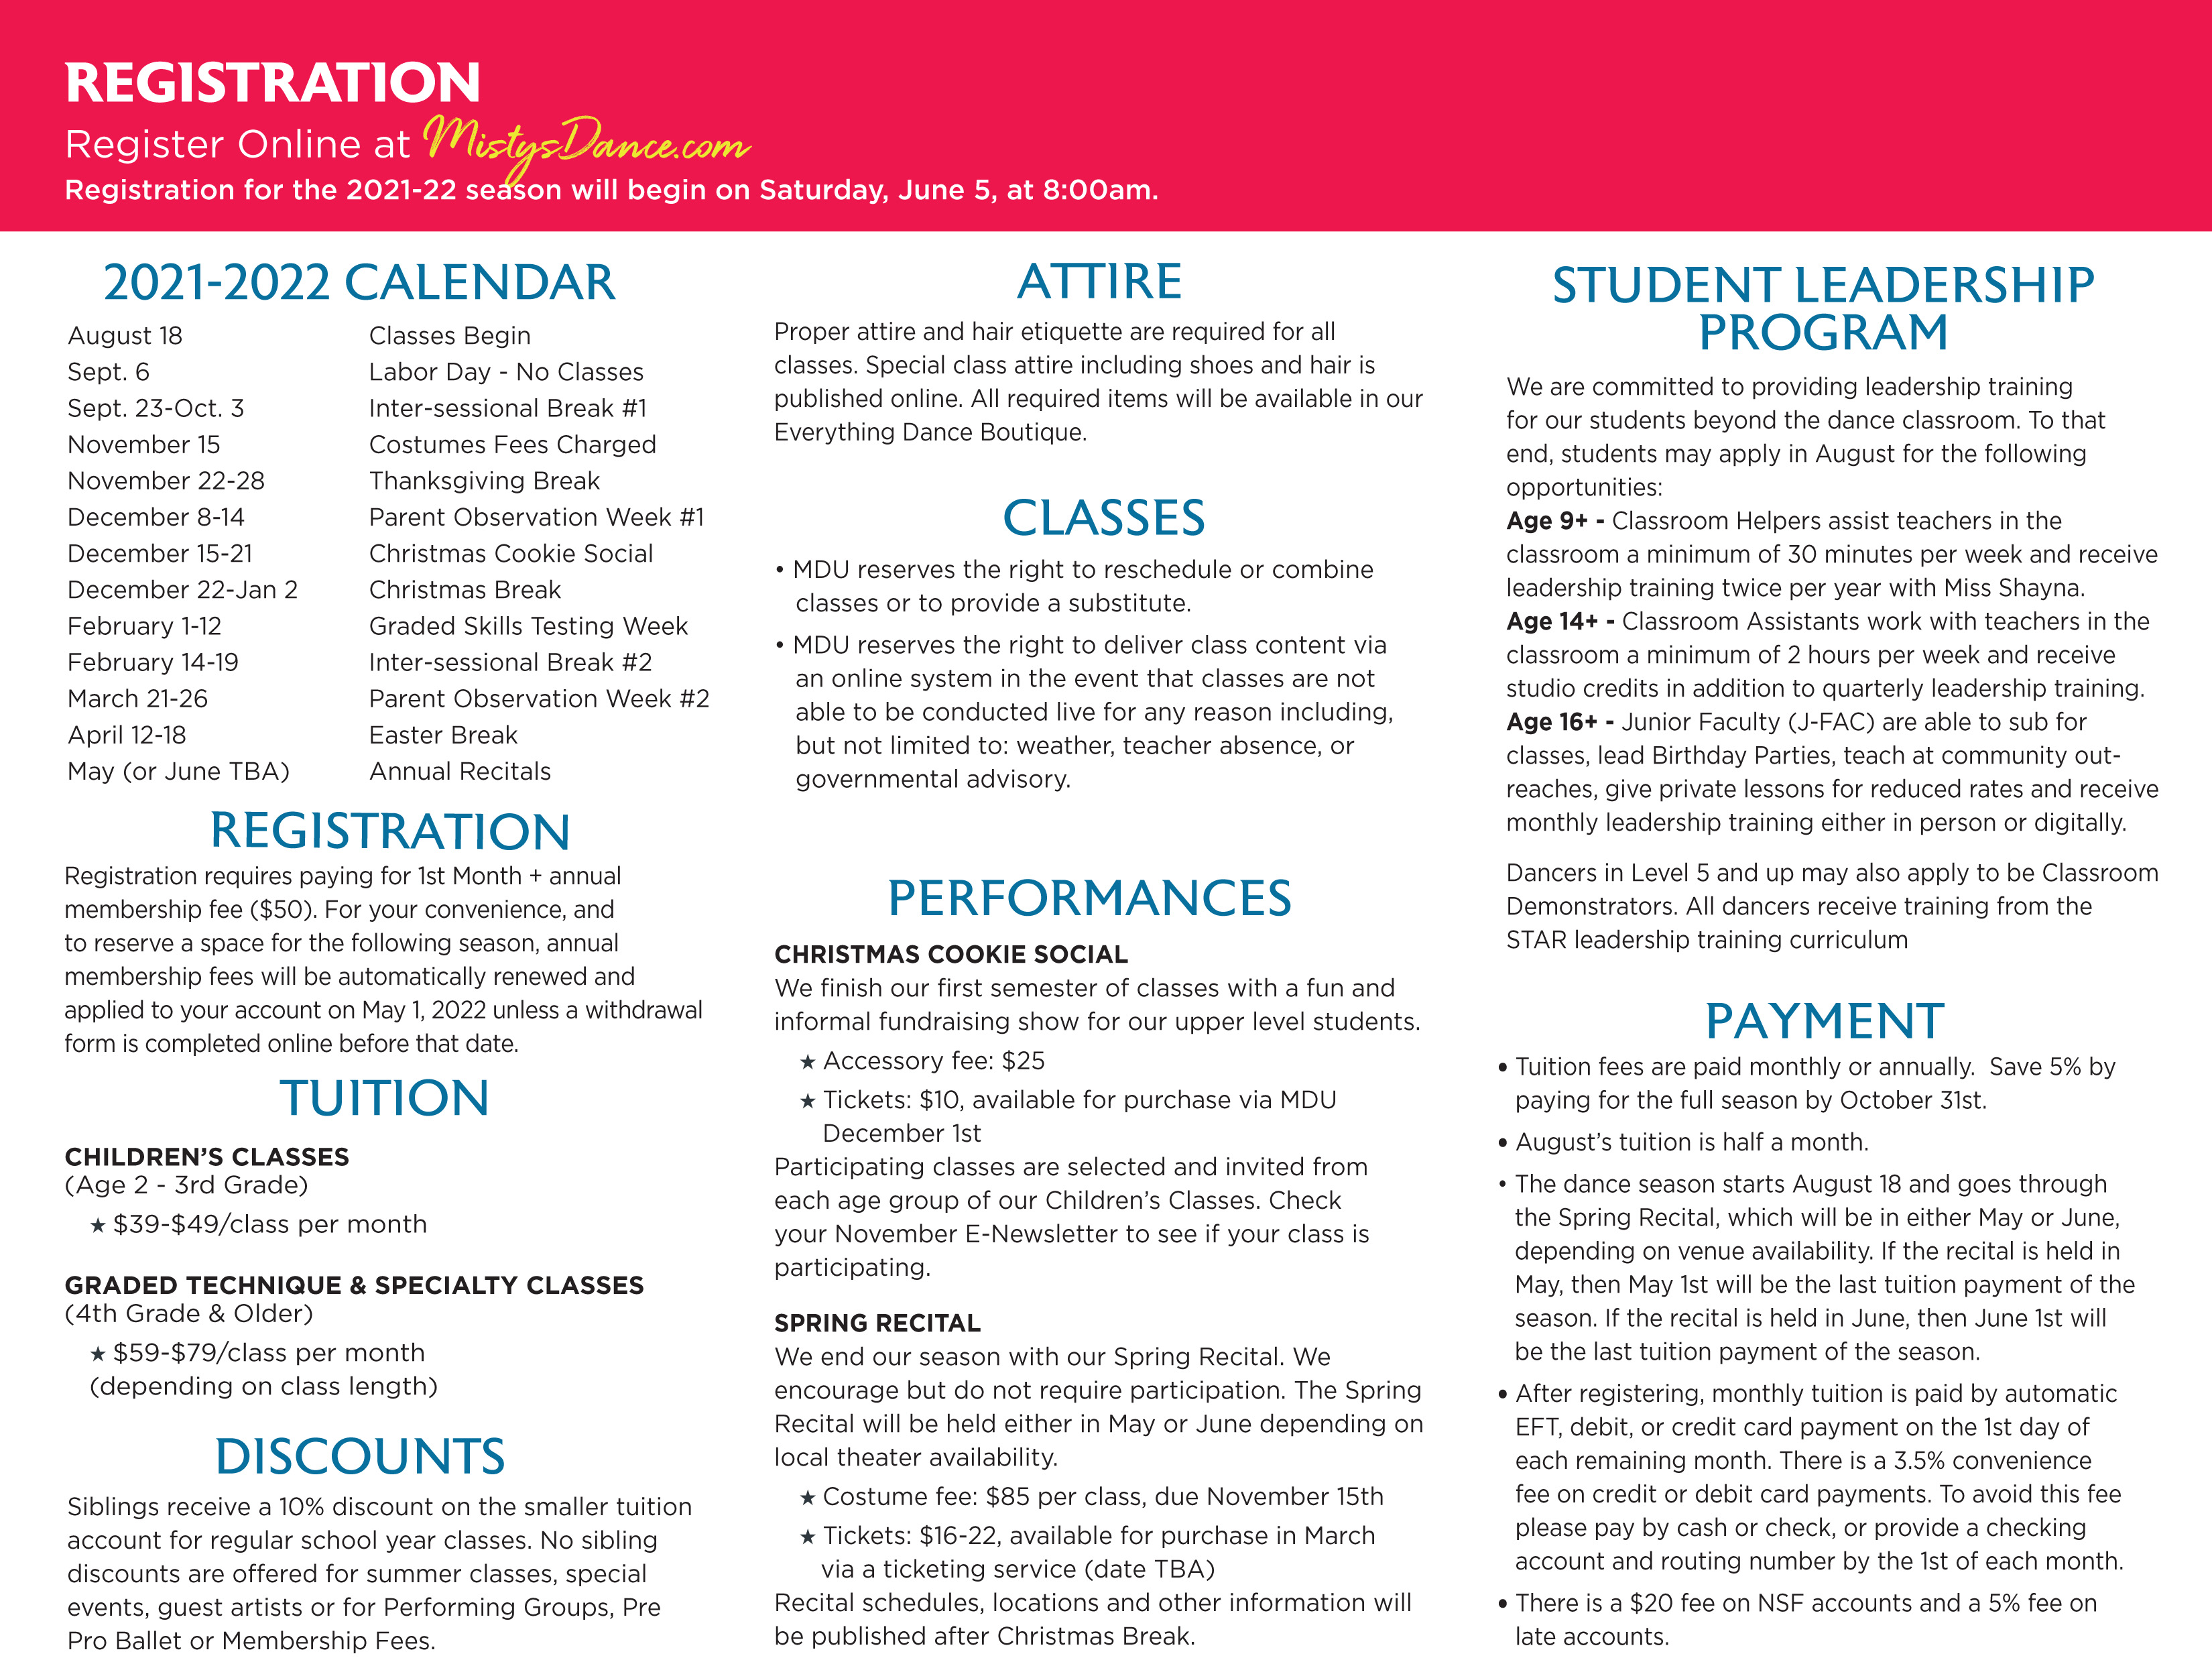 REGISTRATION
Register Online at MistysDance.com
Registration for the 2021-22 season will begin on Saturday, June 5, at 8:00am.
2021-2022 CALENDAR
August 18 Classes Begin
Sept. 6 Labor Day - No Classes
Sept. 23-Oct. 3 Inter-sessional Break #1
November 15 Costumes Fees Charged
November 22-28 Thanksgiving Break
December 8-14 Parent Observation Week #1
December 15-21 Christmas Cookie Social
December 22-Jan 2 Christmas Break
February 1-12 Graded Skills Testing Week
February 14-19 Inter-sessional Break #2
March 21-26 Parent Observation Week #2
April 12-18 Easter Break
May (or June TBA) Annual Recitals
REGISTRATION
Registration requires paying for 1st Month + annual
membership fee ($50). For your convenience, and
to reserve a space for the following season, annual
membership fees will be automatically renewed and
applied to your account on May 1, 2022 unless a withdrawal
form is completed online before that date.
TUITION
CHILDREN'S CLASSES
(Age 2 - 3rd Grade)
★ $39-$49/class per month
GRADED TECHNIQUE & SPECIALTY CLASSES
(4th Grade & Older)
★ $59-$79/class per month
(depending on class length)
DISCOUNTS
Siblings receive a 10% discount on the smaller tuition
account for regular school year classes. No sibling
discounts are offered for summer classes, special
events, guest artists or for Performing Groups, Pre
Pro Ballet or Membership Fees.
ATTIRE
Proper attire and hair etiquette are required for all
classes. Special class attire including shoes and hair is
published online. All required items will be available in our
Everything Dance Boutique.
CLASSES
• MDU reserves the right to reschedule or combine
classes or to provide a substitute.
• MDU reserves the right to deliver class content via
an online system in the event that classes are not
able to be conducted live for any reason including,
but not limited to: weather, teacher absence, or
governmental advisory.
PERFORMANCES
CHRISTMAS COOKIE SOCIAL
We finish our first semester of classes with a fun and
informal fundraising show for our upper level students.
★ Accessory fee: $25
★ Tickets: $10, available for purchase via MDU
December 1st
Participating classes are selected and invited from
each age group of our Children's Classes. Check
your November E-Newsletter to see if your class is
participating.
SPRING RECITAL
We end our season with our Spring Recital. We
encourage but do not require participation. The Spring
Recital will be held either in May or June depending on
local theater availability.
★ Costume fee: $85 per class, due November 15th
★ Tickets: $16-22, available for purchase in March
via a ticketing service (date TBA)
Recital schedules, locations and other information will
be published after Christmas Break.
STUDENT LEADERSHIP
PROGRAM
We are committed to providing leadership training
for our students beyond the dance classroom. To that
end, students may apply in August for the following
opportunities:
Age 9+ - Classroom Helpers assist teachers in the
classroom a minimum of 30 minutes per week and receive
leadership training twice per year with Miss Shayna.
Age 14+ - Classroom Assistants work with teachers in the
classroom a minimum of 2 hours per week and receive
studio credits in addition to quarterly leadership training.
Age 16+ - Junior Faculty (J-FAC) are able to sub for
classes, lead Birthday Parties, teach at community out-
reaches, give private lessons for reduced rates and receive
monthly leadership training either in person or digitally.
Dancers in Level 5 and up may also apply to be Classroom
Demonstrators. All dancers receive training from the
STAR leadership training curriculum
PAYMENT
• Tuition fees are paid monthly or annually. Save 5% by
paying for the full season by October 31st.
• August's tuition is half a month.
• The dance season starts August 18 and goes through
the Spring Recital, which will be in either May or June,
depending on venue availability. If the recital is held in
May, then May 1st will be the last tuition payment of the
season. If the recital is held in June, then June 1st will
be the last tuition payment of the season.
• After registering, monthly tuition is paid by automatic
EFT, debit, or credit card payment on the 1st day of
each remaining month. There is a 3.5% convenience
fee on credit or debit card payments. To avoid this fee
please pay by cash or check, or provide a checking
account and routing number by the 1st of each month.
• There is a $20 fee on NSF accounts and a 5% fee on
late accounts.